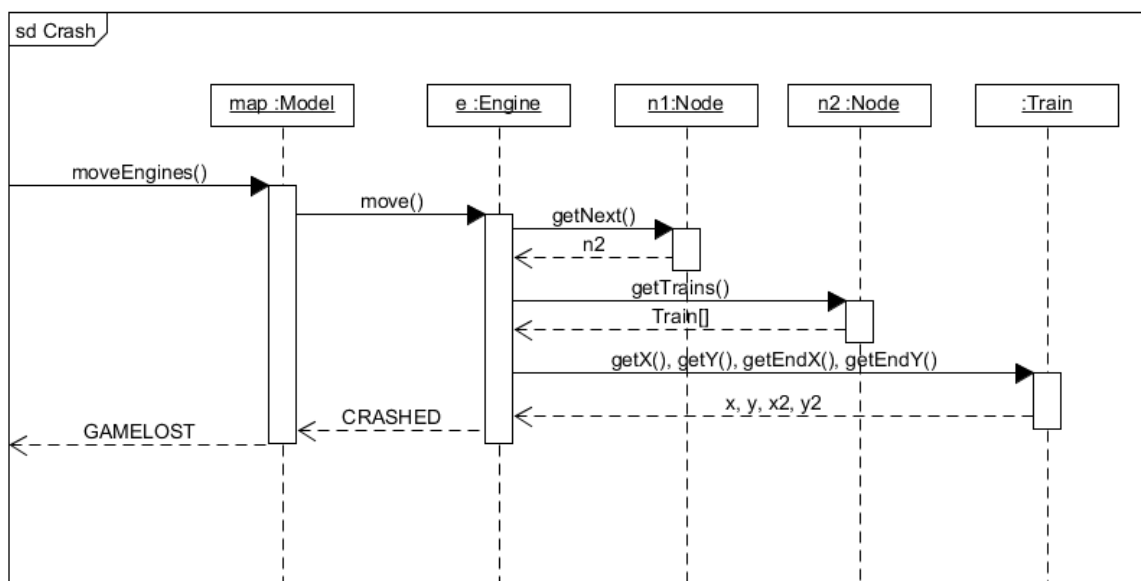 sd Crash
map :Model
e :Engine
n1:Node
n2 :Node
:Train
moveEngines()
move()
getNext()
n2
getTrains()
Train[]
getX(), getY(), getEndX(), getEndY()
x, y, x2, y2
CRASHED
GAMELOST